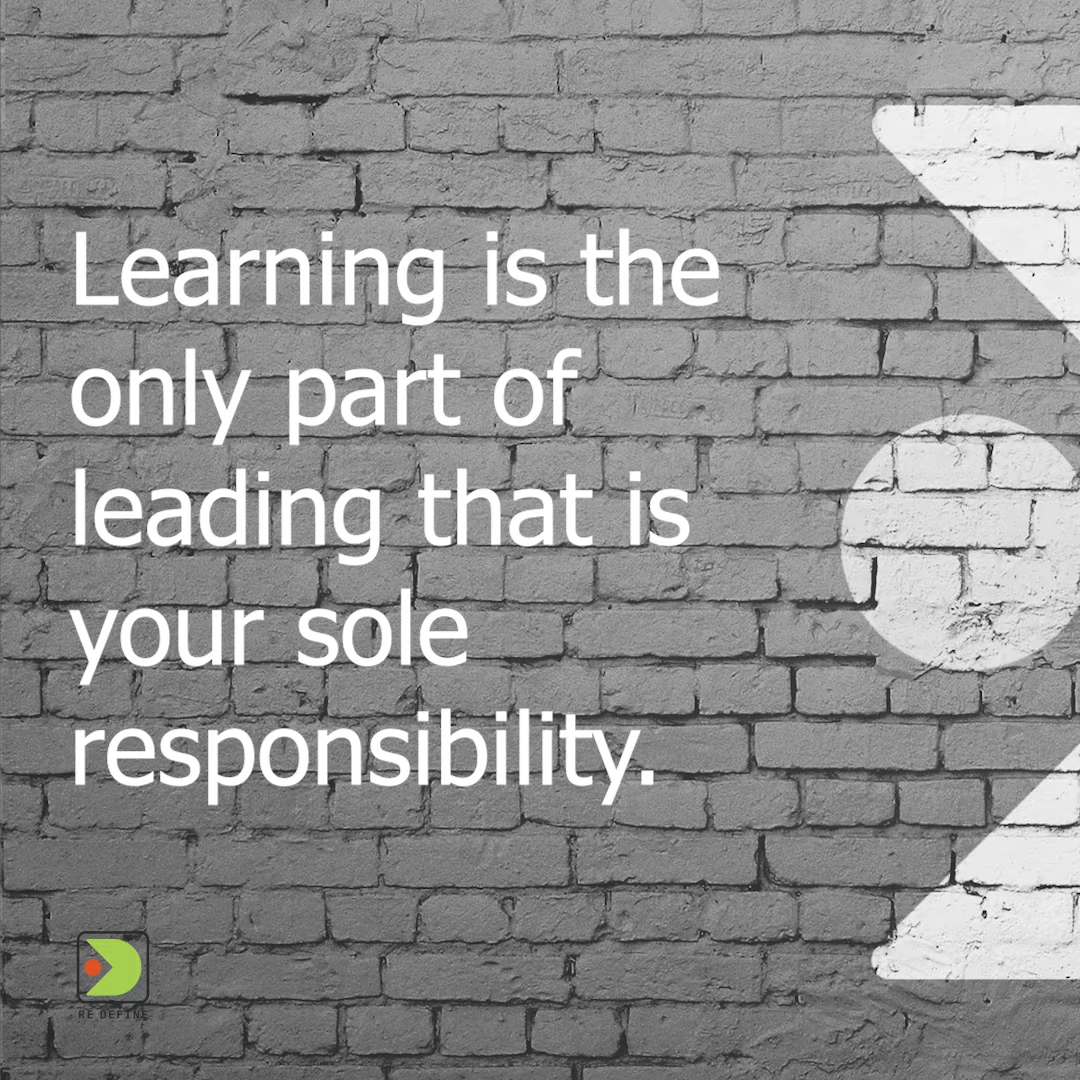 Learning is the
only part of
leading that is
your sole
responsibility.
RE DEFINE